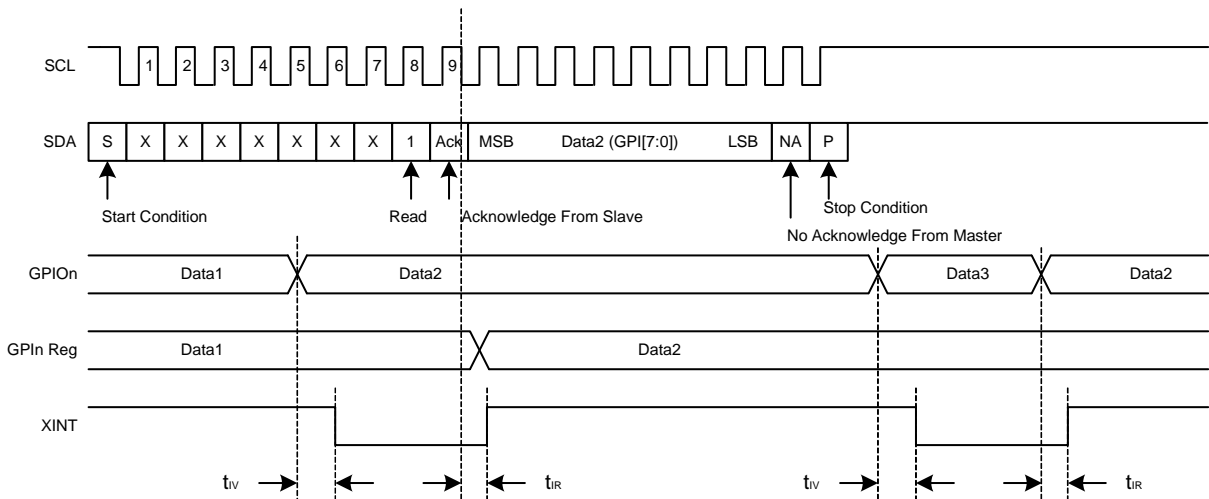 SCL 1 2 3 4 5 6 7 8 9
SDA S X X X X X X X 1 Ack MSB Data2 (GPI[7:0]) LSB NA P
Start Condition Read Acknowledge From Slave Stop Condition
No Acknowledge From Master
GPIOn Data1 Data2 Data3 Data2
GPIn Reg Data1 Data2
XINT
tIV tIR tIV tIR